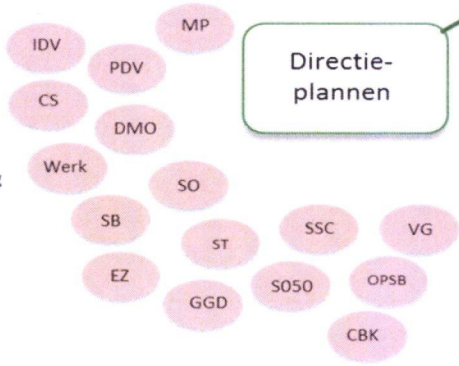 MP
IDV
PDV
Directie-
plannen
CS
DMO
Werk
SO
SB
ST
SSC
VG
EZ
GGD
S050
OPSB
CBK